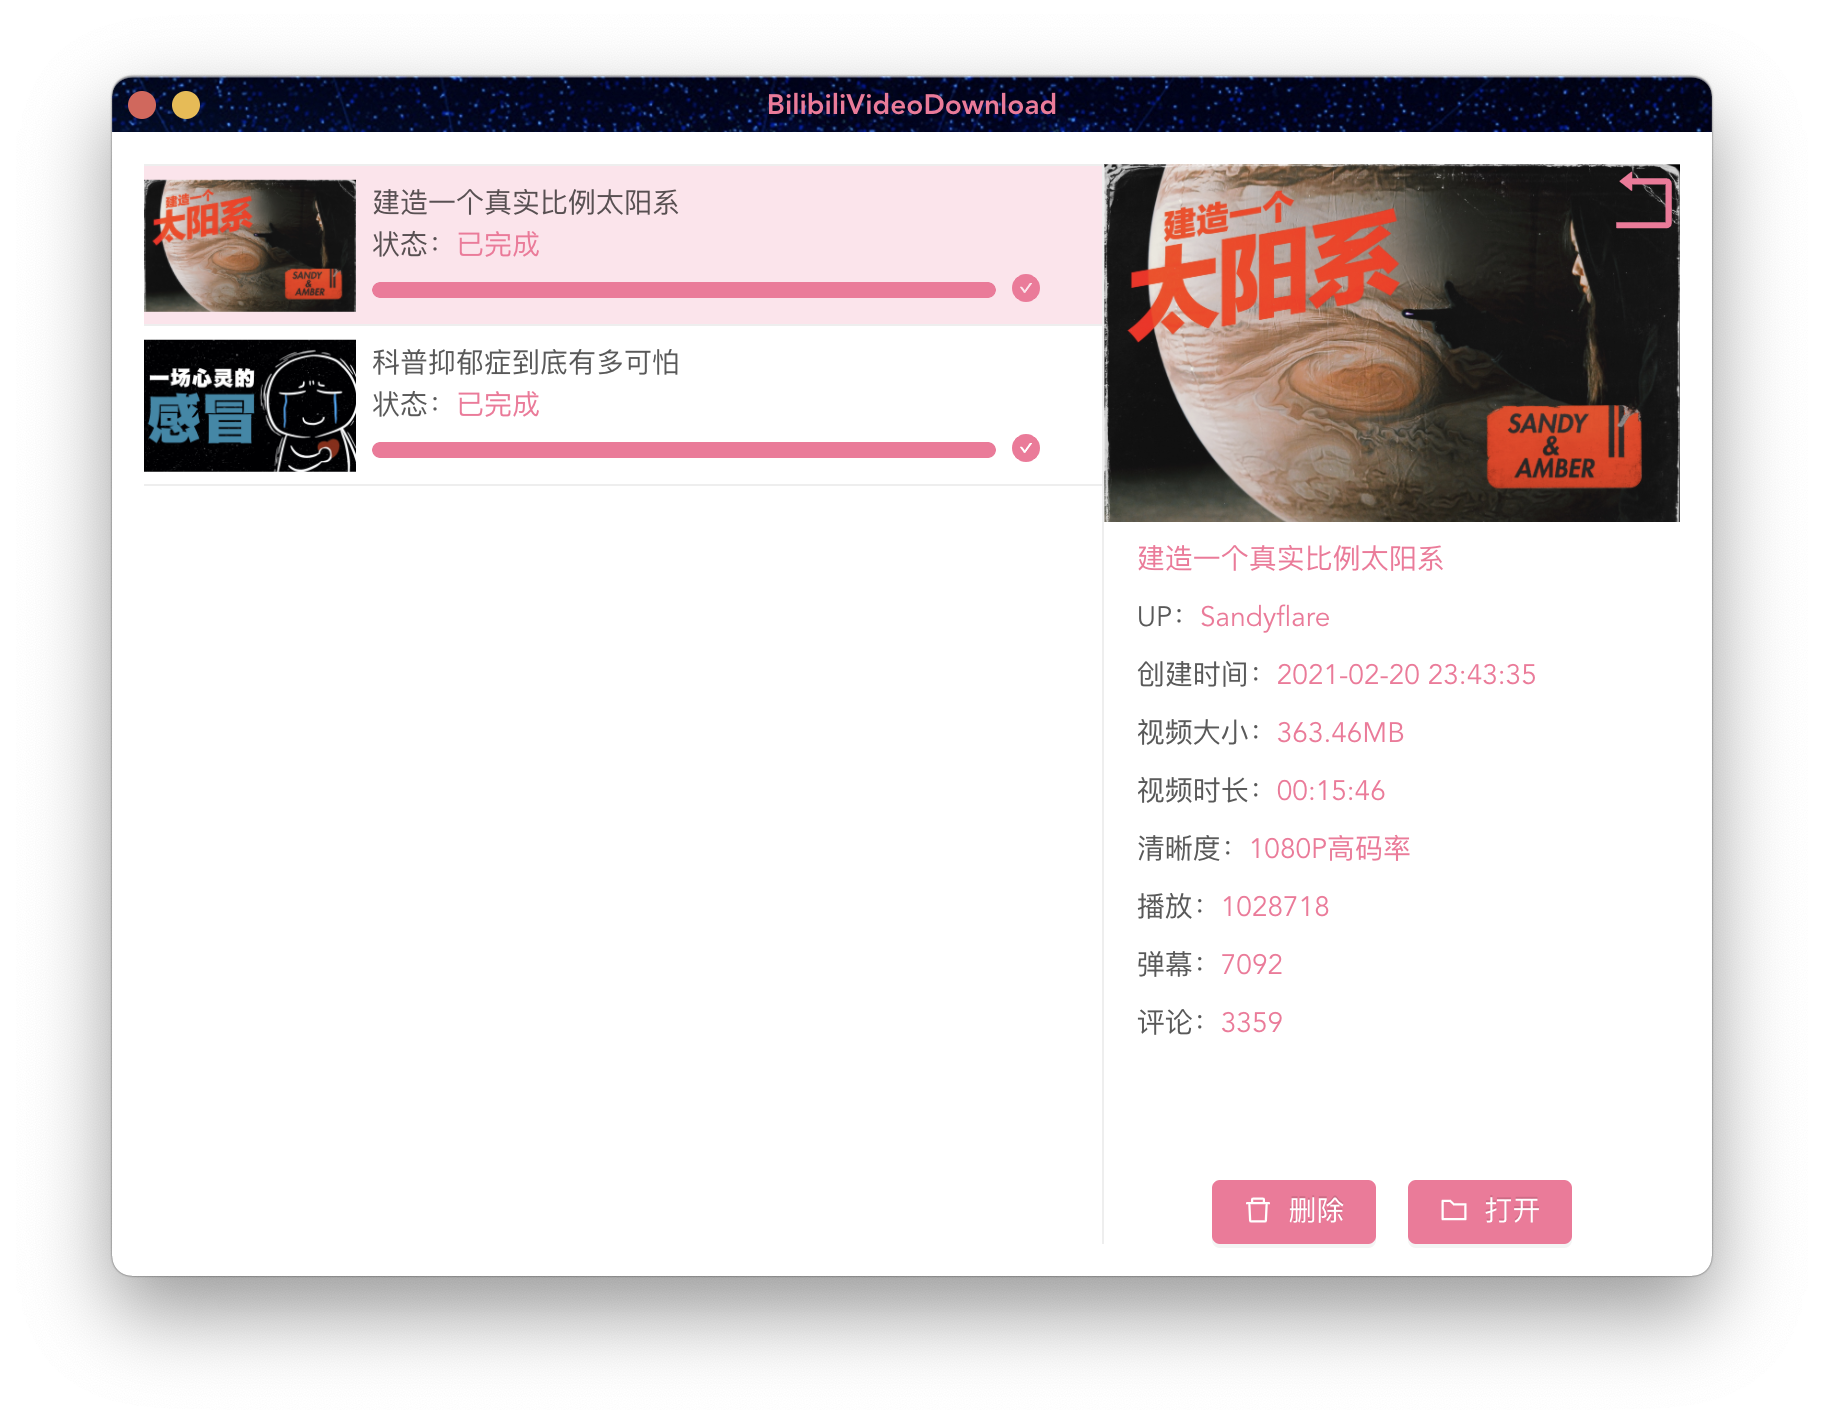 BilibiliVideoDownload
建造一个
太阳系
SANDY
&
AMBER
建造一个真实比例太阳系
状态：已完成
一场心灵的
感冒
科普抑郁症到底有多可怕
状态：已完成
建造一个
太阳系
SANDY
&
AMBER
建造一个真实比例太阳系
UP：Sandyflare
创建时间：2021-02-20 23:43:35
视频大小：363.46MB
视频时长：00:15:46
清晰度：1080P高码率
播放：1028718
弹幕：7092
评论：3359
删除
打开